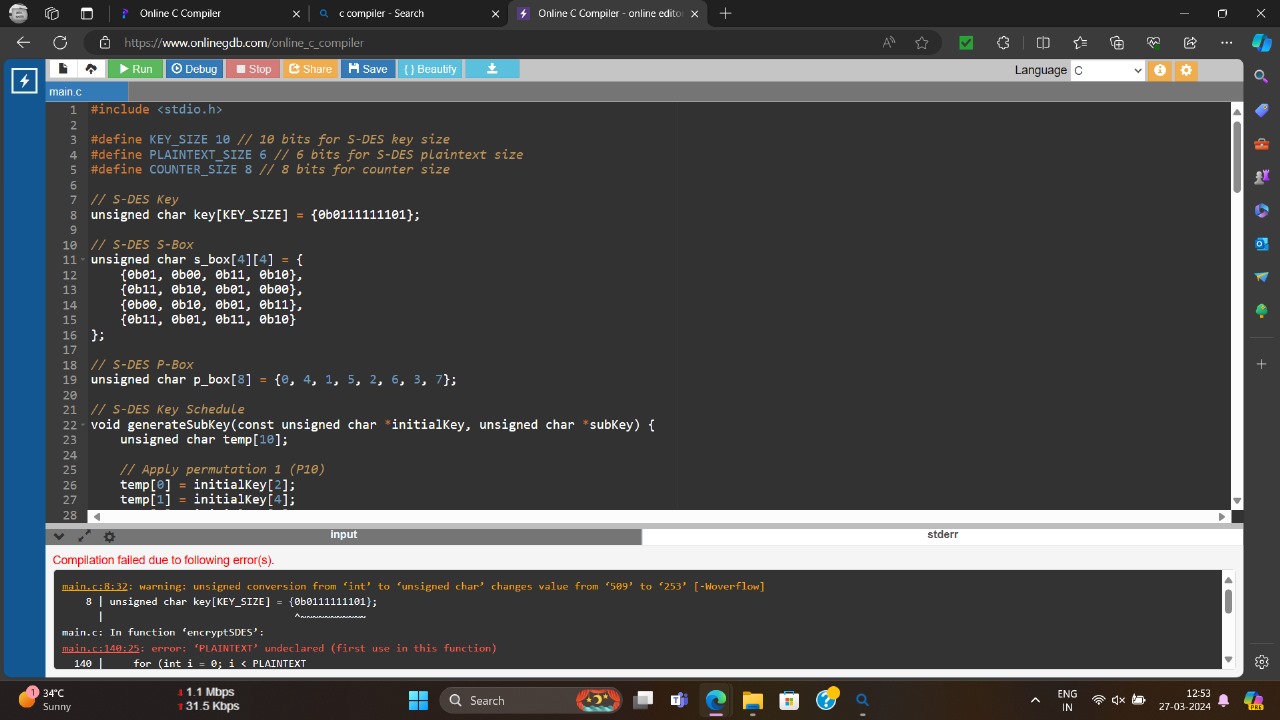 Online C Compiler
c compiler - Search
Online C Compiler - online edito
https://www.onlinegdb.com/online_c_compiler
Run
Debug
Stop
Share
Save
{ } Beautify
Language C
main.c
1 #include <stdio.h>
2
3 #define KEY_SIZE 10 // 10 bits for S-DES key size
4 #define PLAINTEXT_SIZE 6 // 6 bits for S-DES plaintext size
5 #define COUNTER_SIZE 8 // 8 bits for counter size
6
7 // S-DES Key
8 unsigned char key[KEY_SIZE] = {0b0111111101};
9
10 // S-DES S-Box
11 unsigned char s_box[4][4] = {
12 {0b01, 0b00, 0b11, 0b10},
13 {0b11, 0b10, 0b01, 0b00},
14 {0b00, 0b10, 0b01, 0b11},
15 {0b11, 0b01, 0b11, 0b10}
16 };
17
18 // S-DES P-Box
19 unsigned char p_box[8] = {0, 4, 1, 5, 2, 6, 3, 7};
20
21 // S-DES Key Schedule
22 void generateSubKey(const unsigned char *initialKey, unsigned char *subKey) {
23 unsigned char temp[10];
24
25 // Apply permutation 1 (P10)
26 temp[0] = initialKey[2];
27 temp[1] = initialKey[4];
28
input
stderr
Compilation failed due to following error(s).
main.c:8:32: warning: unsigned conversion from ‘int’ to ‘unsigned char’ changes value from ‘509’ to ‘253’ [-Woverflow]
8 | unsigned char key[KEY_SIZE] = {0b0111111101};
| ^~~~~~~~~~~~
main.c: In function ‘encryptSDES’:
main.c:140:25: error: ‘PLAINTEXT’ undeclared (first use in this function)
140 | for (int i = 0; i < PLAINTEXT
1
34°C
Sunny
1.1 Mbps
31.5 Kbps
Search
ENG
IN
12:53
27-03-2024
PRE